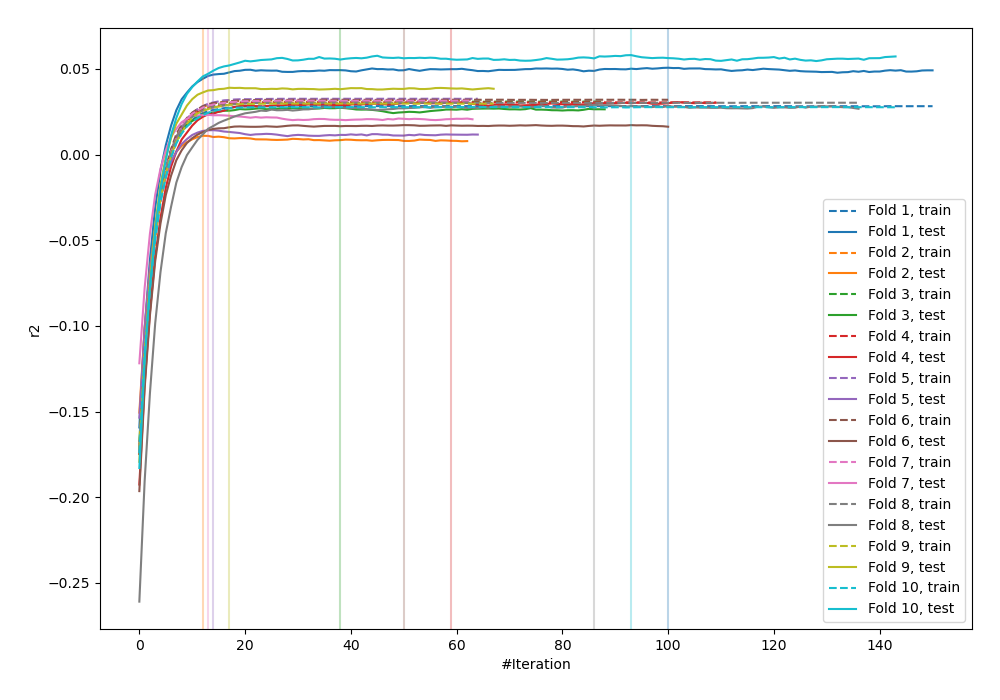 0.05
0.00
−0.05
−0.10
−0.15
−0.20
−0.25
r2
0 20 40 60 80 100 120 140
#Iteration
Fold 1, train
Fold 1, test
Fold 2, train
Fold 2, test
Fold 3, train
Fold 3, test
Fold 4, train
Fold 4, test
Fold 5, train
Fold 5, test
Fold 6, train
Fold 6, test
Fold 7, train
Fold 7, test
Fold 8, train
Fold 8, test
Fold 9, train
Fold 9, test
Fold 10, train
Fold 10, test